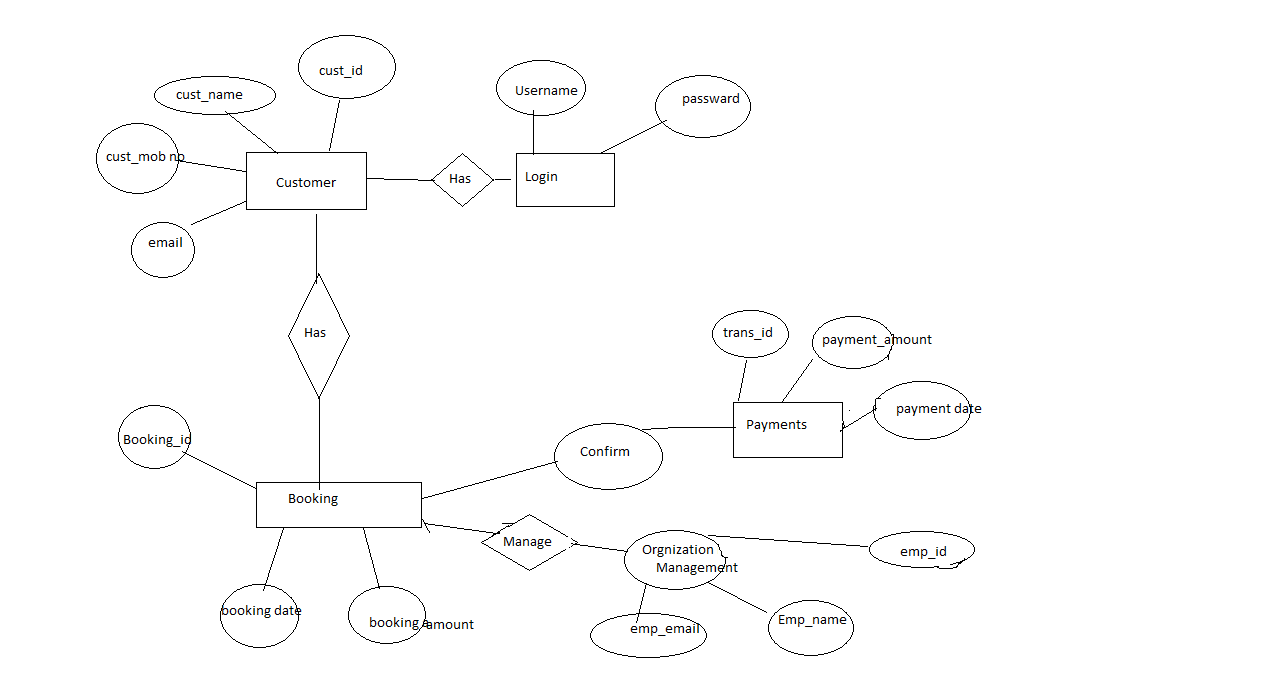 cust_id
cust_name
Username
passward
cust_mob no
Customer
Has
Login
email
Has
trans_id
payment_amount
payment date
Payments
Booking_id
Confirm
Booking
Manage
Orgnization
Management
emp_id
booking date
booking amount
emp_email
Emp_name